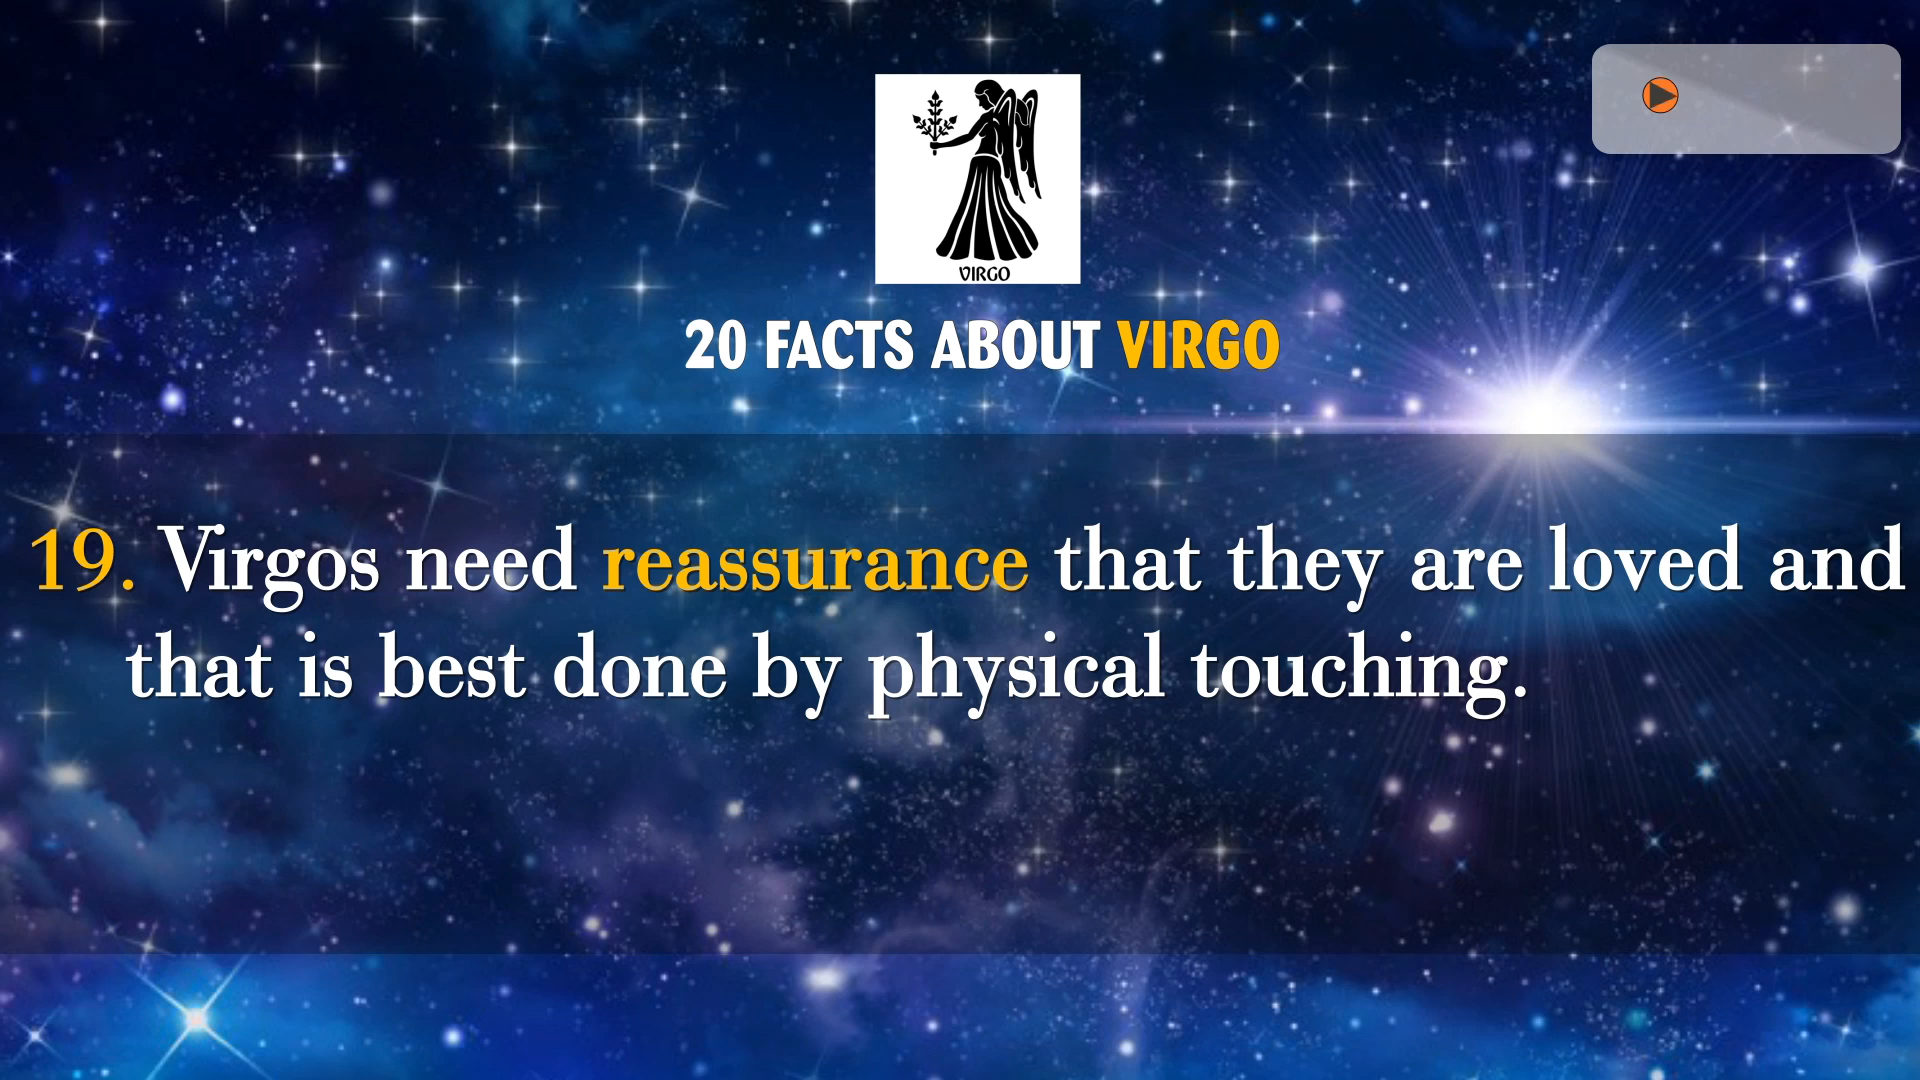 VIRGO
20 FACTS ABOUT VIRGO
19. Virgos need reassurance that they are loved and
that is best done by physical touching.